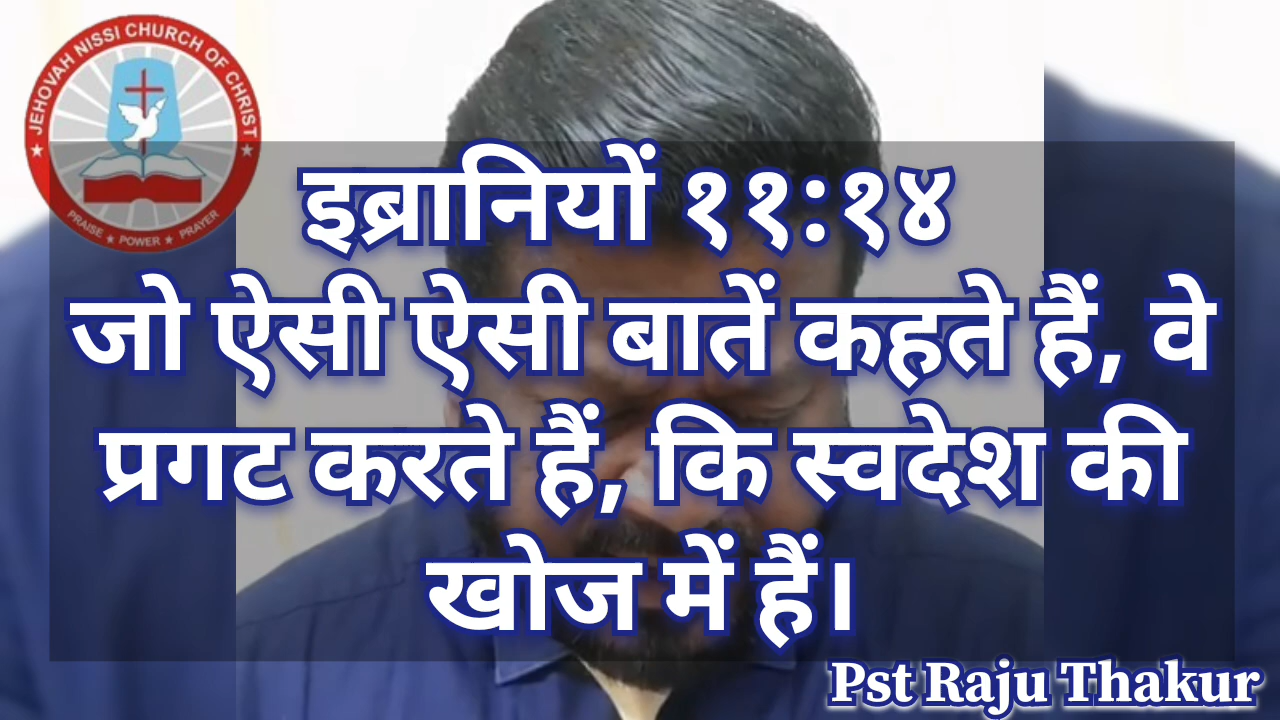 JEHOVAH NISSI CHURCH OF CHRIST
PRAISE ★ POWER ★ PRAYER
इब्रानियों ११:१४
जो ऐसी ऐसी बातें कहते हैं, वे
प्रगट करते हैं, कि स्वदेश की
खोज में हैं।
Pst Raju Thakur